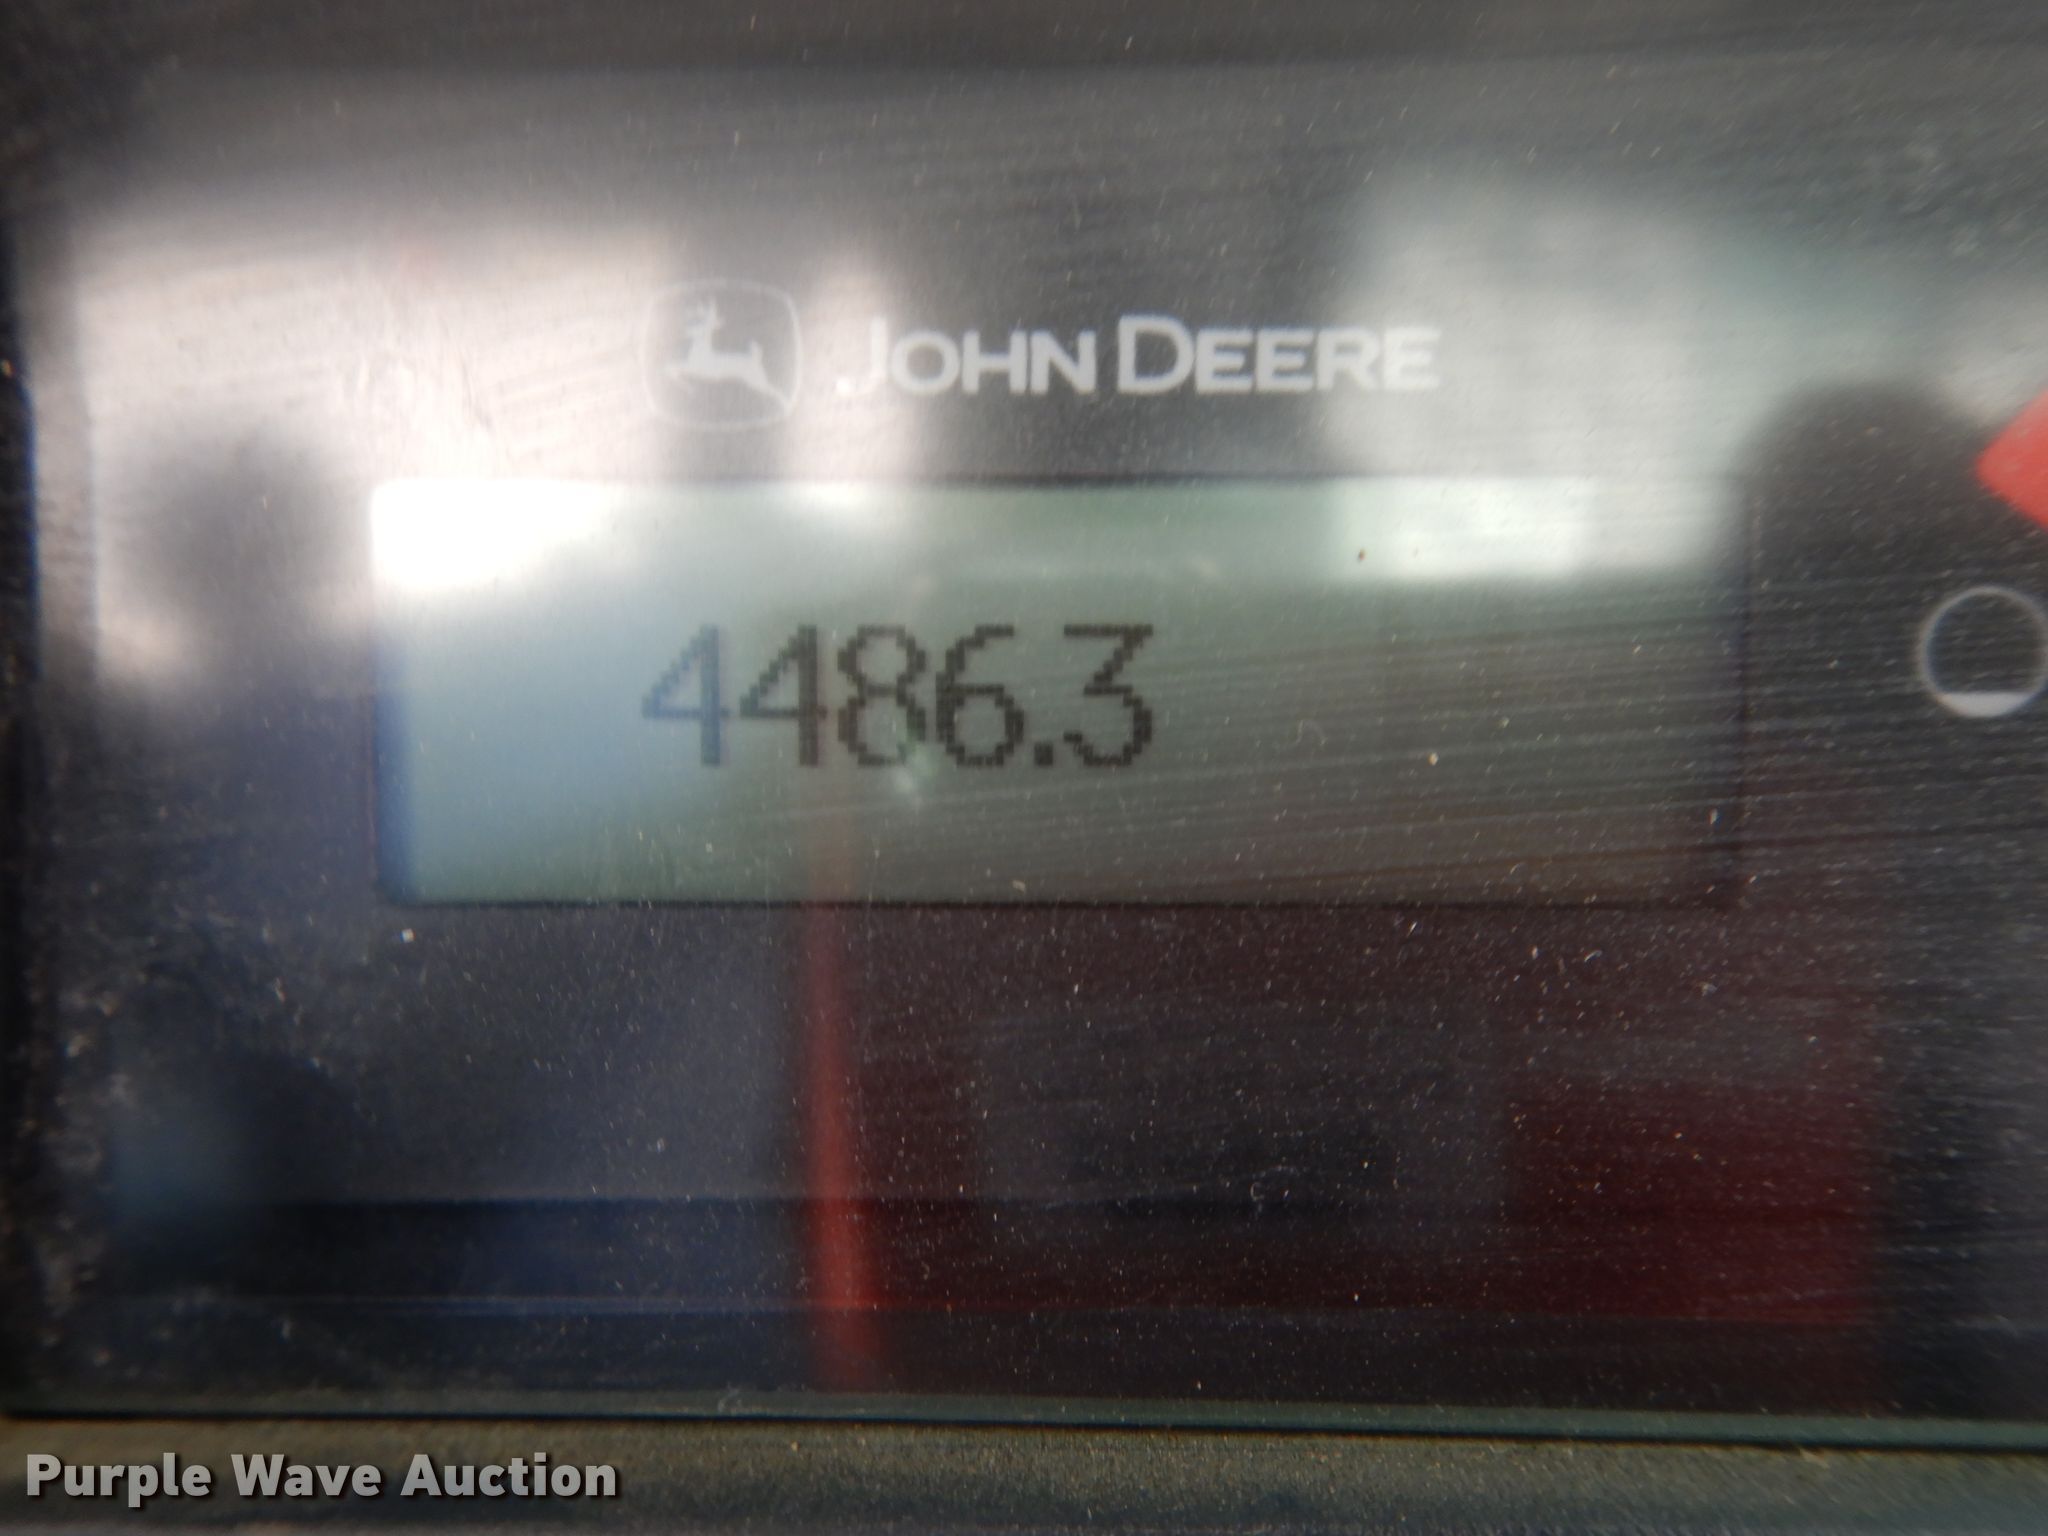 JOHN DEERE
4486.3
Purple Wave Auction